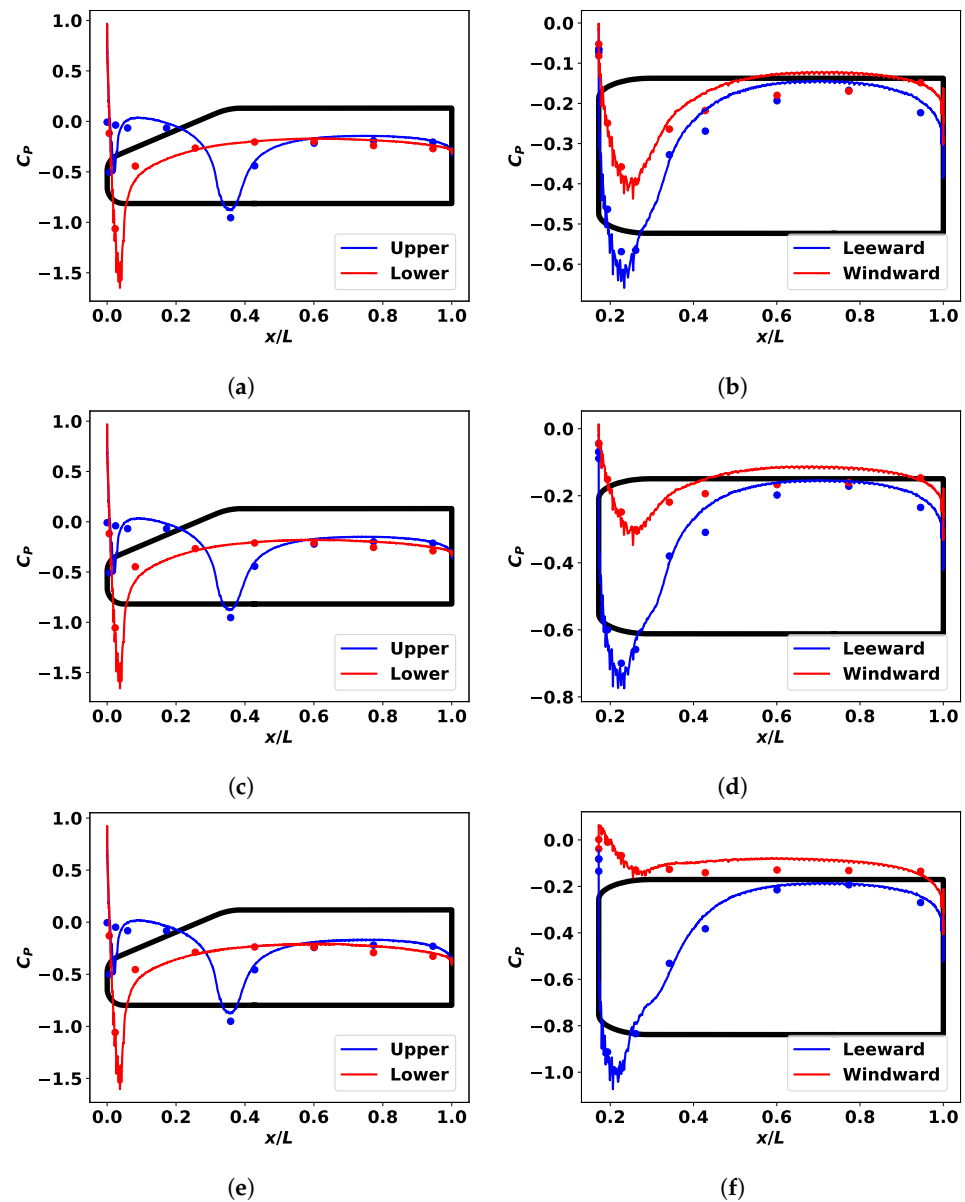 1.0
0.5
0.0
−0.5
−1.0
−1.5
C_P
Upper
Lower
0.0 0.2 0.4 0.6 0.8 1.0
x/L
(a)
0.0
−0.1
−0.2
−0.3
−0.4
−0.5
−0.6
C_P
Leeward
Windward
0.2 0.4 0.6 0.8 1.0
x/L
(b)
1.0
0.5
0.0
−0.5
−1.0
−1.5
C_P
Upper
Lower
0.0 0.2 0.4 0.6 0.8 1.0
x/L
(c)
0.0
−0.2
−0.4
−0.6
−0.8
C_P
Leeward
Windward
0.2 0.4 0.6 0.8 1.0
x/L
(d)
1.0
0.5
0.0
−0.5
−1.0
−1.5
C_P
Upper
Lower
0.0 0.2 0.4 0.6 0.8 1.0
x/L
(e)
0.0
−0.2
−0.4
−0.6
−0.8
−1.0
C_P
Leeward
Windward
0.2 0.4 0.6 0.8 1.0
x/L
(f)